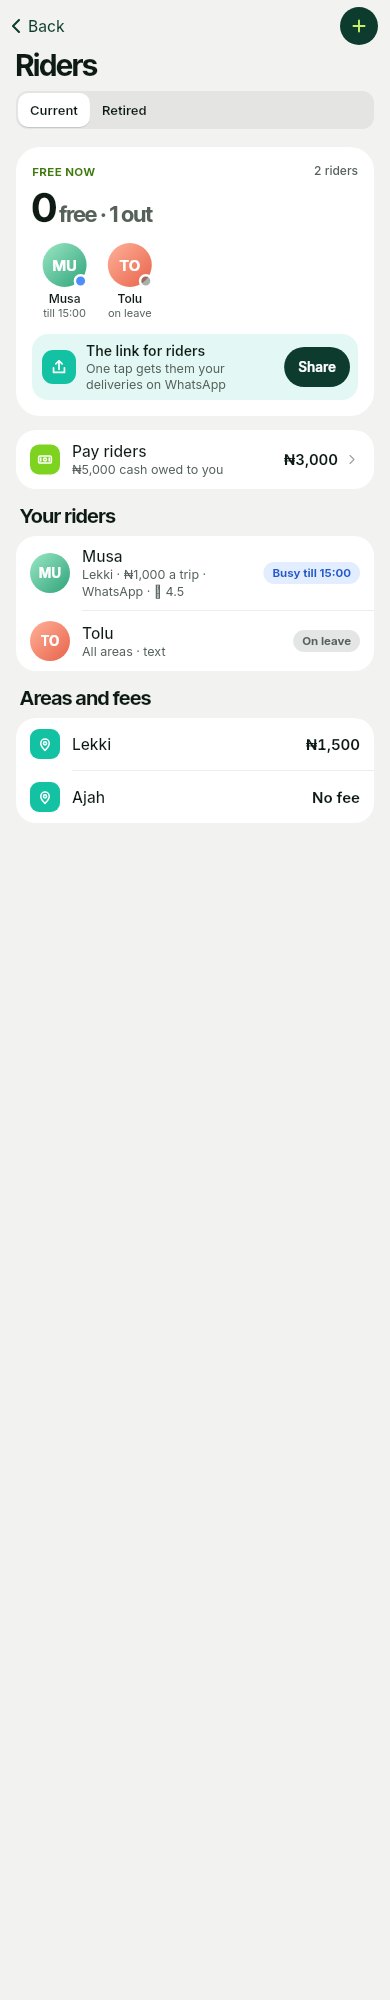 Back
Riders
Current
Retired
FREE NOW
2 riders
0 free · 1 out
MU
TO
Musa
Tolu
till 15:00
on leave
The link for riders
One tap gets them your
deliveries on WhatsApp
Share
Pay riders
₦5,000 cash owed to you
₦3,000
Your riders
MU
Musa
Lekki · ₦1,000 a trip ·
WhatsApp · 4.5
Busy till 15:00
TO
Tolu
All areas · text
On leave
Areas and fees
Lekki
₦1,500
Ajah
No fee